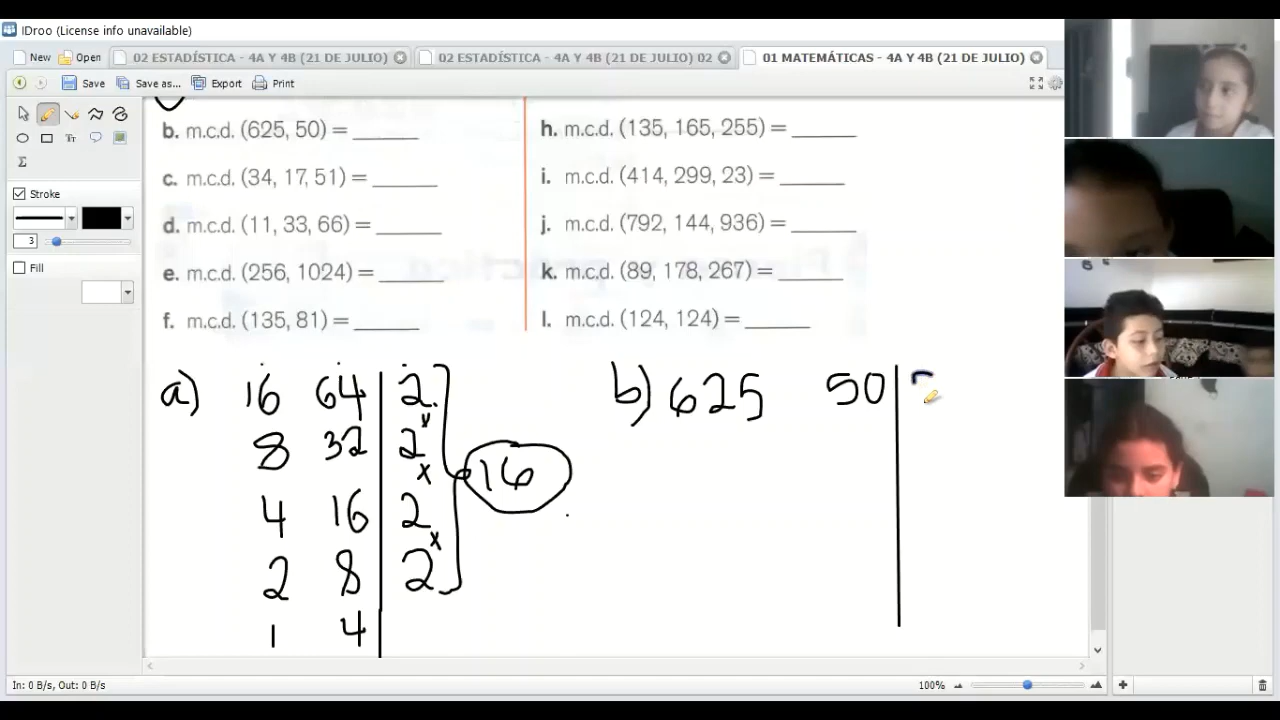 IDroo (License info unavailable)
New Open 02 ESTADÍSTICA - 4A Y 4B (21 DE JULIO) 02 ESTADÍSTICA - 4A Y 4B (21 DE JULIO) 02 01 MATEMÁTICAS - 4A Y 4B (21 DE JULIO)
Save Save as... Export Print
b. m.c.d. (625, 50) = ______
h. m.c.d. (135, 165, 255) = ______
c. m.c.d. (34, 17, 51) = ______
i. m.c.d. (414, 299, 23) = ______
d. m.c.d. (11, 33, 66) = ______
j. m.c.d. (792, 144, 936) = ______
e. m.c.d. (256, 1024) = ______
k. m.c.d. (89, 178, 267) = ______
f. m.c.d. (135, 81) = ______
l. m.c.d. (124, 124) = ______
Tt
Σ
Stroke
3
Fill
a) 16 64 2
8 32 2 x
4 16 2 x
2 8 2 x
1 4
16
b) 625 50
In: 0 B/s, Out: 0 B/s
100%